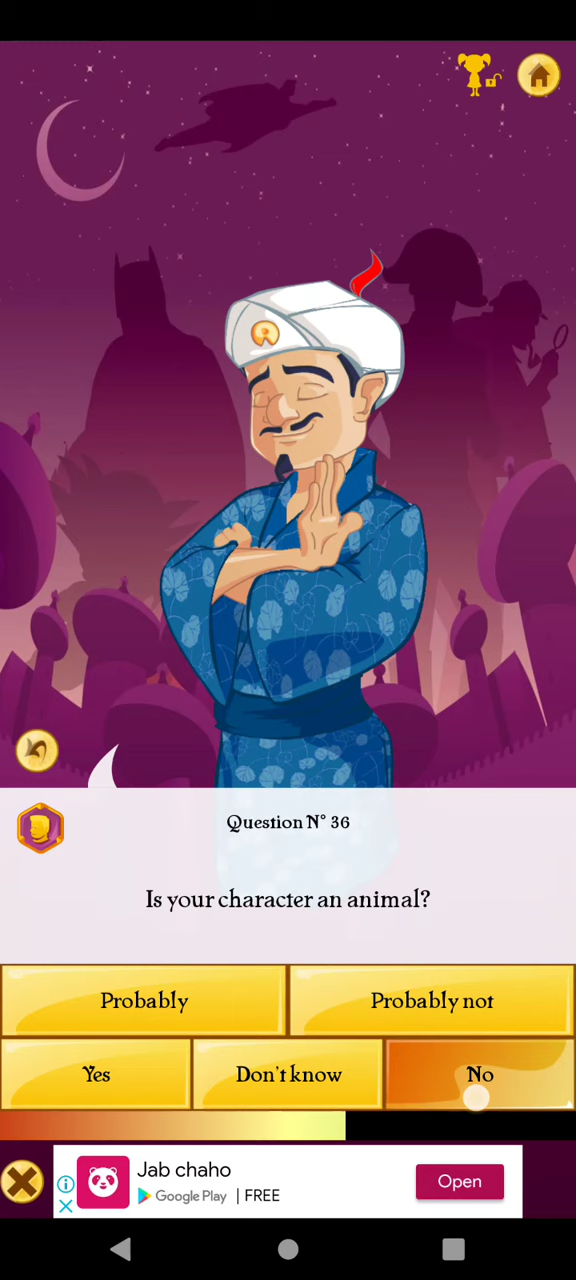 Question N° 36
Is your character an animal?
Probably
Probably not
Yes
Don't know
No
Jab chaho
Google Play | FREE
Open